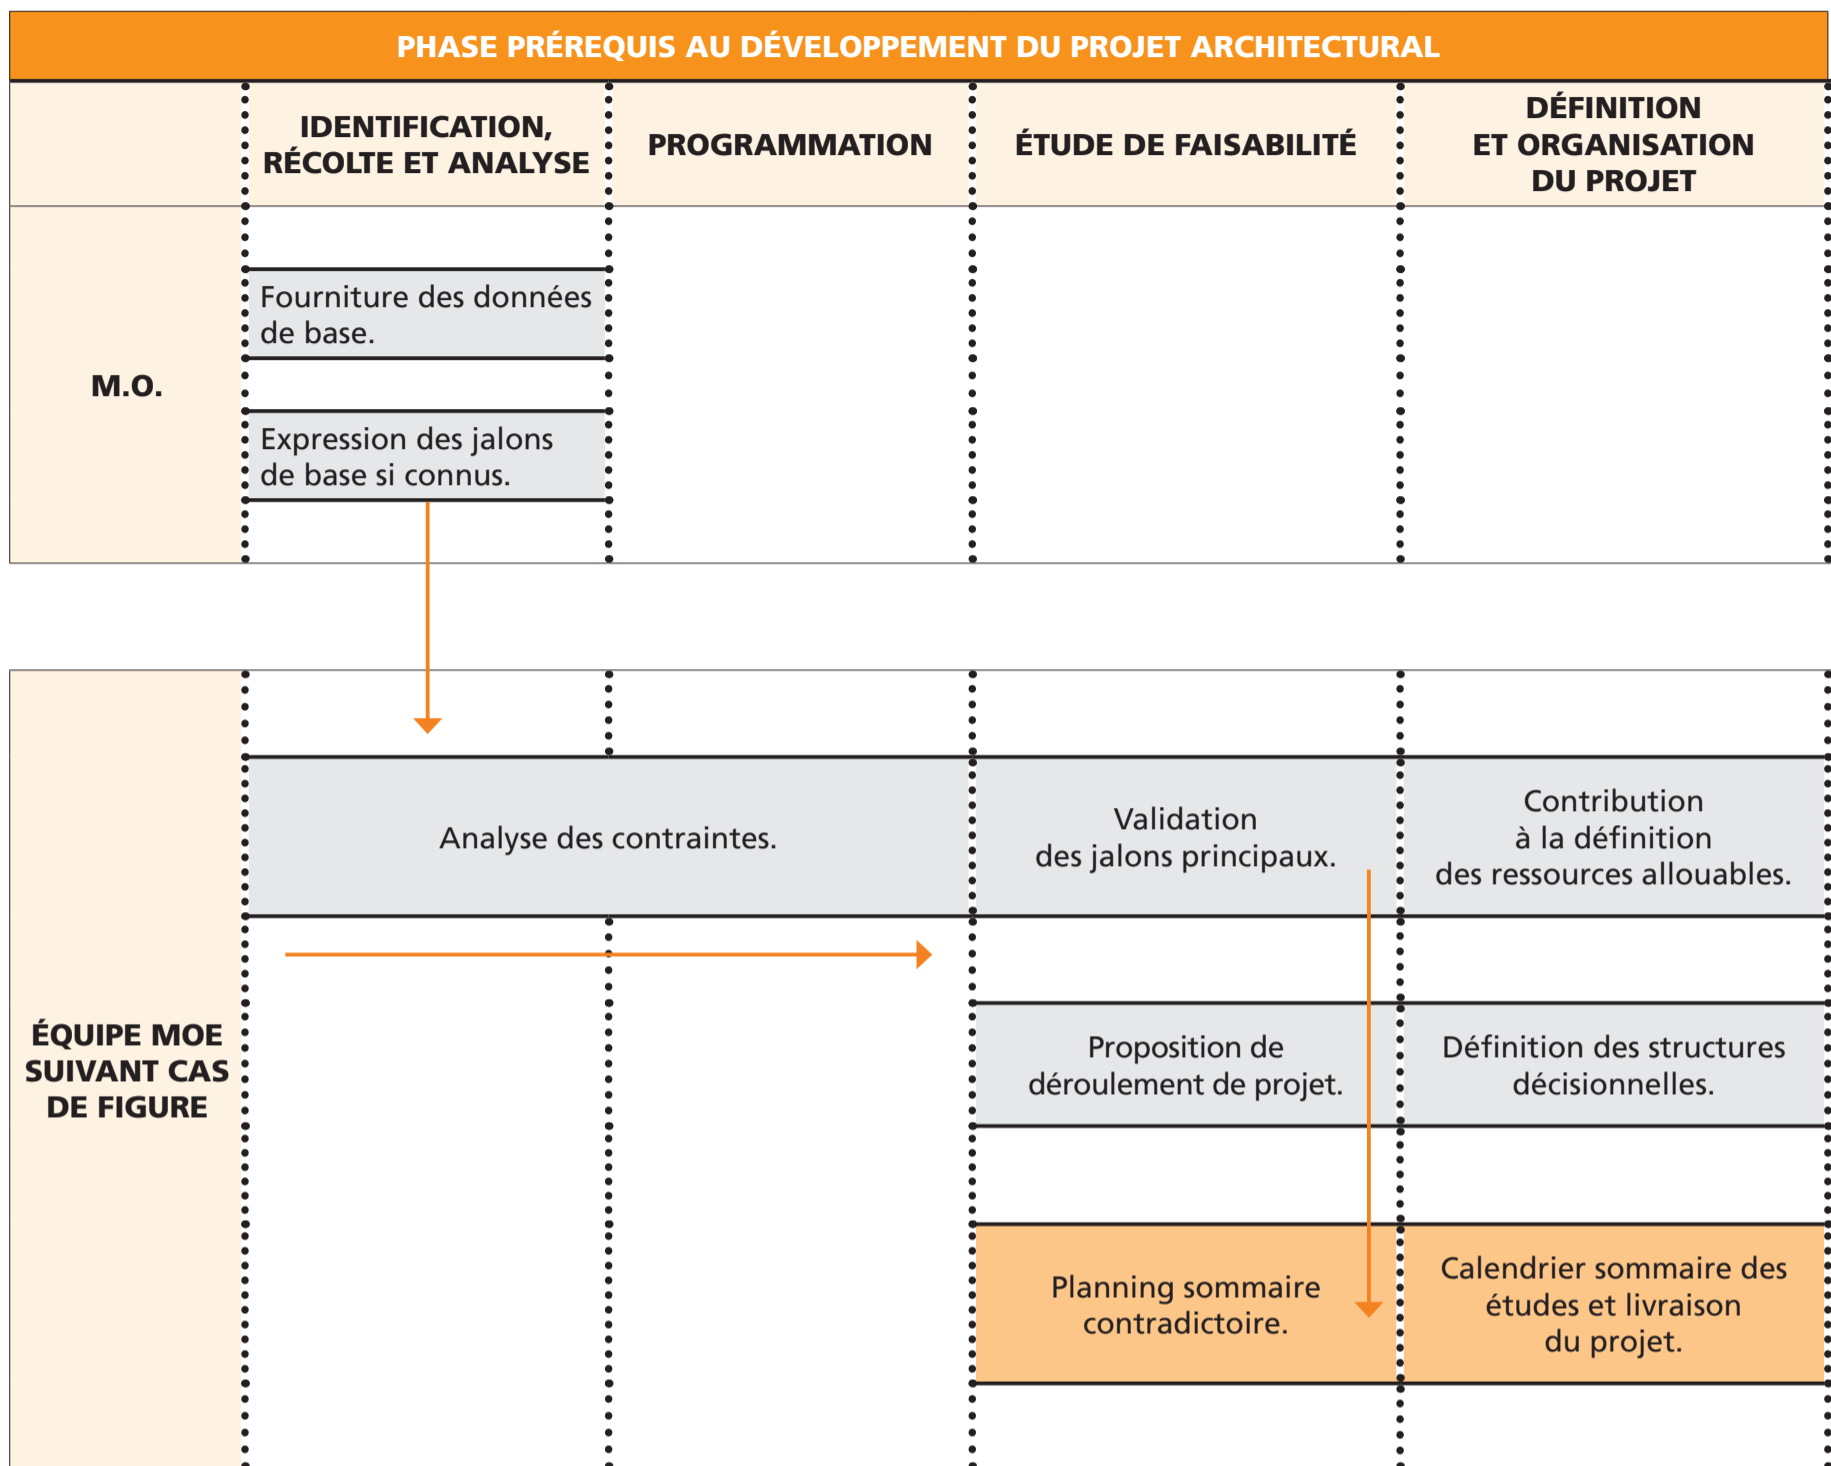 PHASE PRÉREQUIS AU DÉVELOPPEMENT DU PROJET ARCHITECTURAL
IDENTIFICATION,
RÉCOLTE ET ANALYSE
PROGRAMMATION
ÉTUDE DE FAISABILITÉ
DÉFINITION
ET ORGANISATION
DU PROJET
M.O.
Fourniture des données
de base.
Expression des jalons
de base si connus.
ÉQUIPE MOE
SUIVANT CAS
DE FIGURE
Analyse des contraintes.
Validation
des jalons principaux.
Contribution
à la définition
des ressources allouables.
Proposition de
déroulement de projet.
Définition des structures
décisionnelles.
Planning sommaire
contradictoire.
Calendrier sommaire des
études et livraison
du projet.